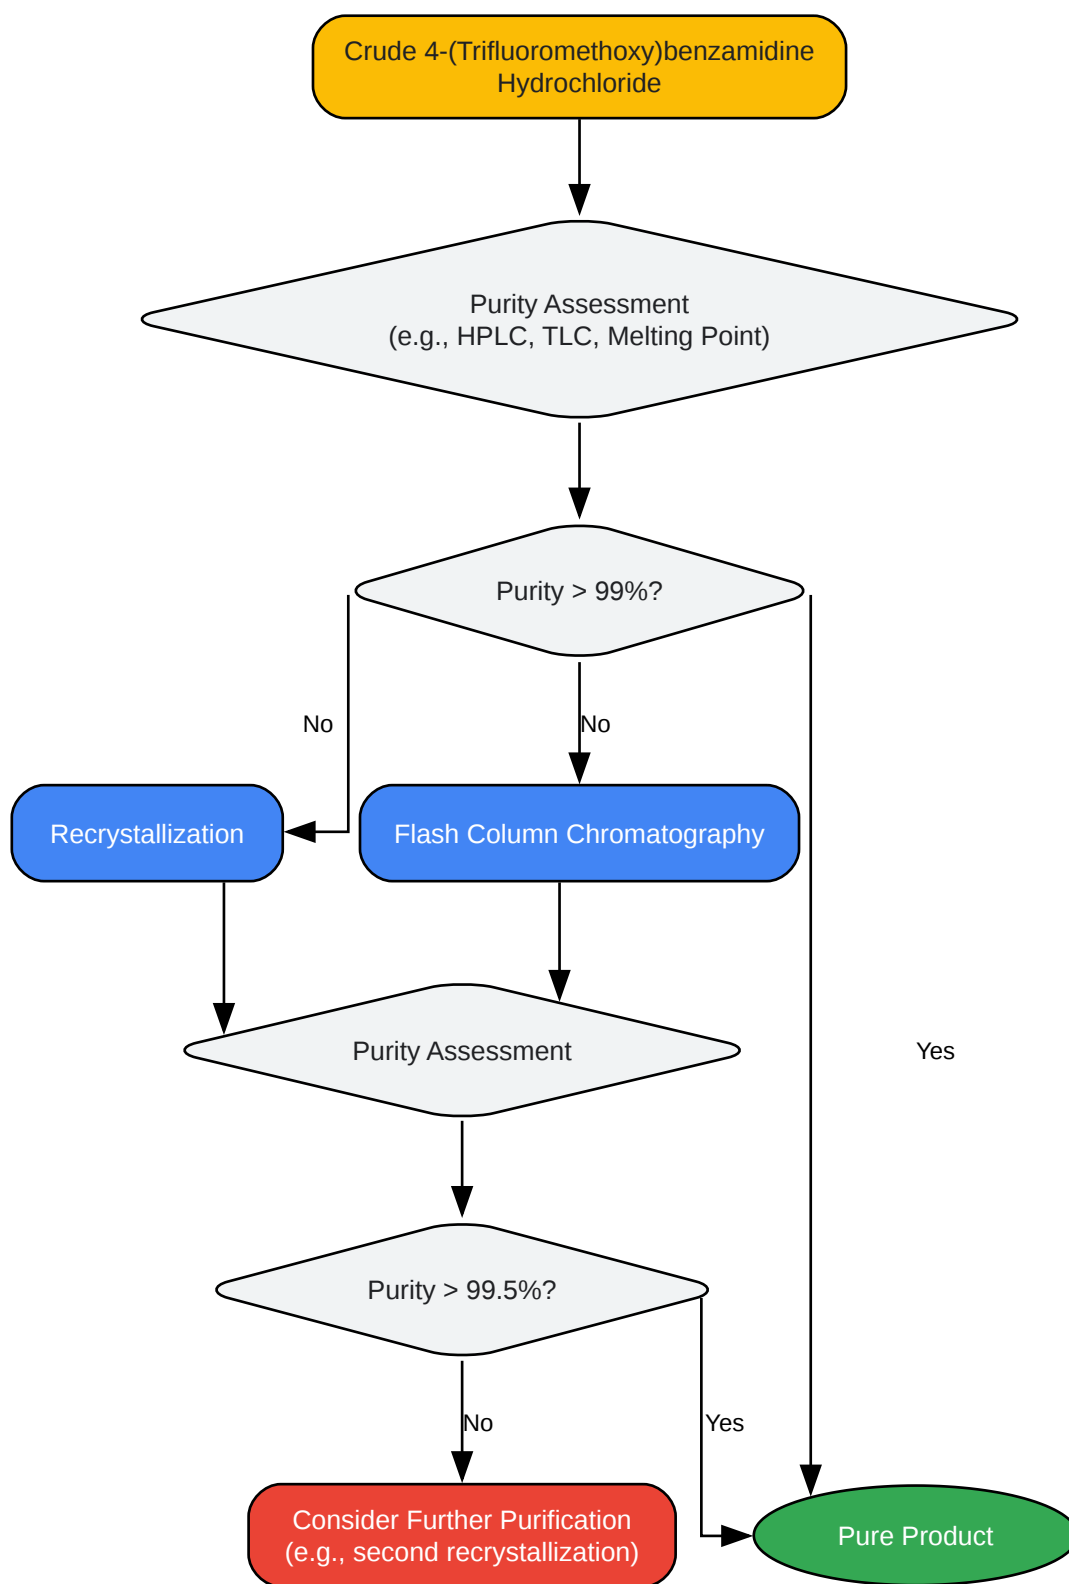 Crude 4-(Trifluoromethoxy)benzamidine
Hydrochloride
Purity Assessment
(e.g., HPLC, TLC, Melting Point)
Purity > 99%?
No
No
Recrystallization
Flash Column Chromatography
Purity Assessment
Yes
Purity > 99.5%?
No
Yes
Consider Further Purification
(e.g., second recrystallization)
Pure Product